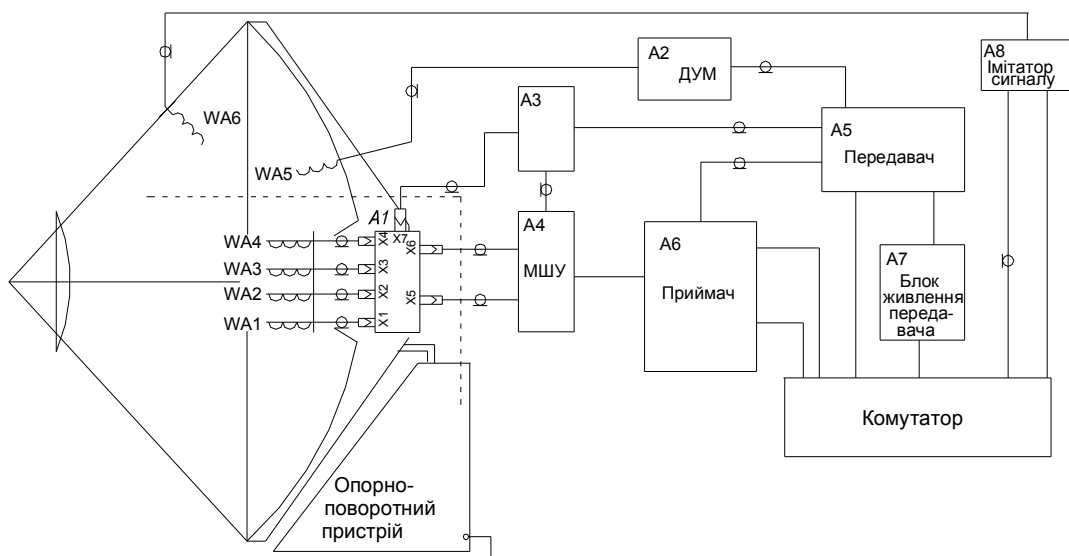 A8
Імітатор
сигналу
A2
ДУМ
A3
WA6
A5
Передавач
WA5
A1
X7
A4
МШУ
A6
Приймач
WA4
X4
X6
WA3
X3
WA2
X2
X5
WA1
X1
A7
Блок
живлення
переда-
вача
Комутатор
Опорно-
поворотний
пристрій